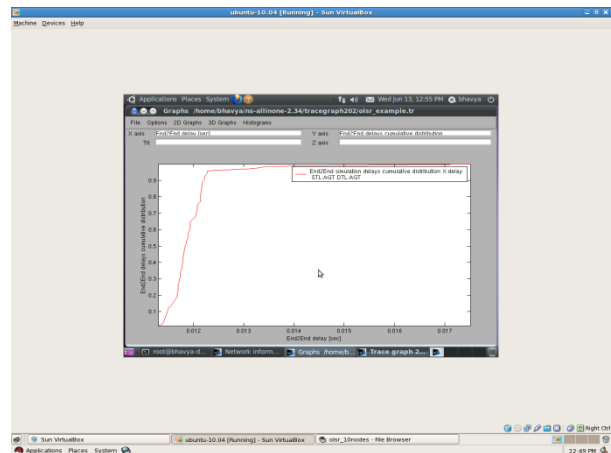 ubuntu-10.04 [Running] - Sun VirtualBox
Machine Devices Help
Applications Places System Wed Jun 13, 12:55 PM bhavya
Graphs /home/bhavya/ns-allinone-2.34/tracegraph202/olsr_example.tr
File Options 2D Graphs 3D Graphs Histograms
X axis End2End delay [sec] Y axis End2End delays cumulative distribution
Z axis
End2End simulation delays cumulative distribution X delay
STL:AGT DTL:AGT
End2End delays cumulative distribution
0.9
0.8
0.7
0.6
0.5
0.4
0.3
0.2
0.1
0.012 0.013 0.014 0.015 0.016 0.017
End2End delay [sec]
root@bhavya-d... Network inform... Graphs /home/b... Trace graph 2...
Right Ctrl
Sun VirtualBox ubuntu-10.04 [Running] - Sun VirtualBox olsr_10nodes - File Browser
Applications Places System 12:49 PM